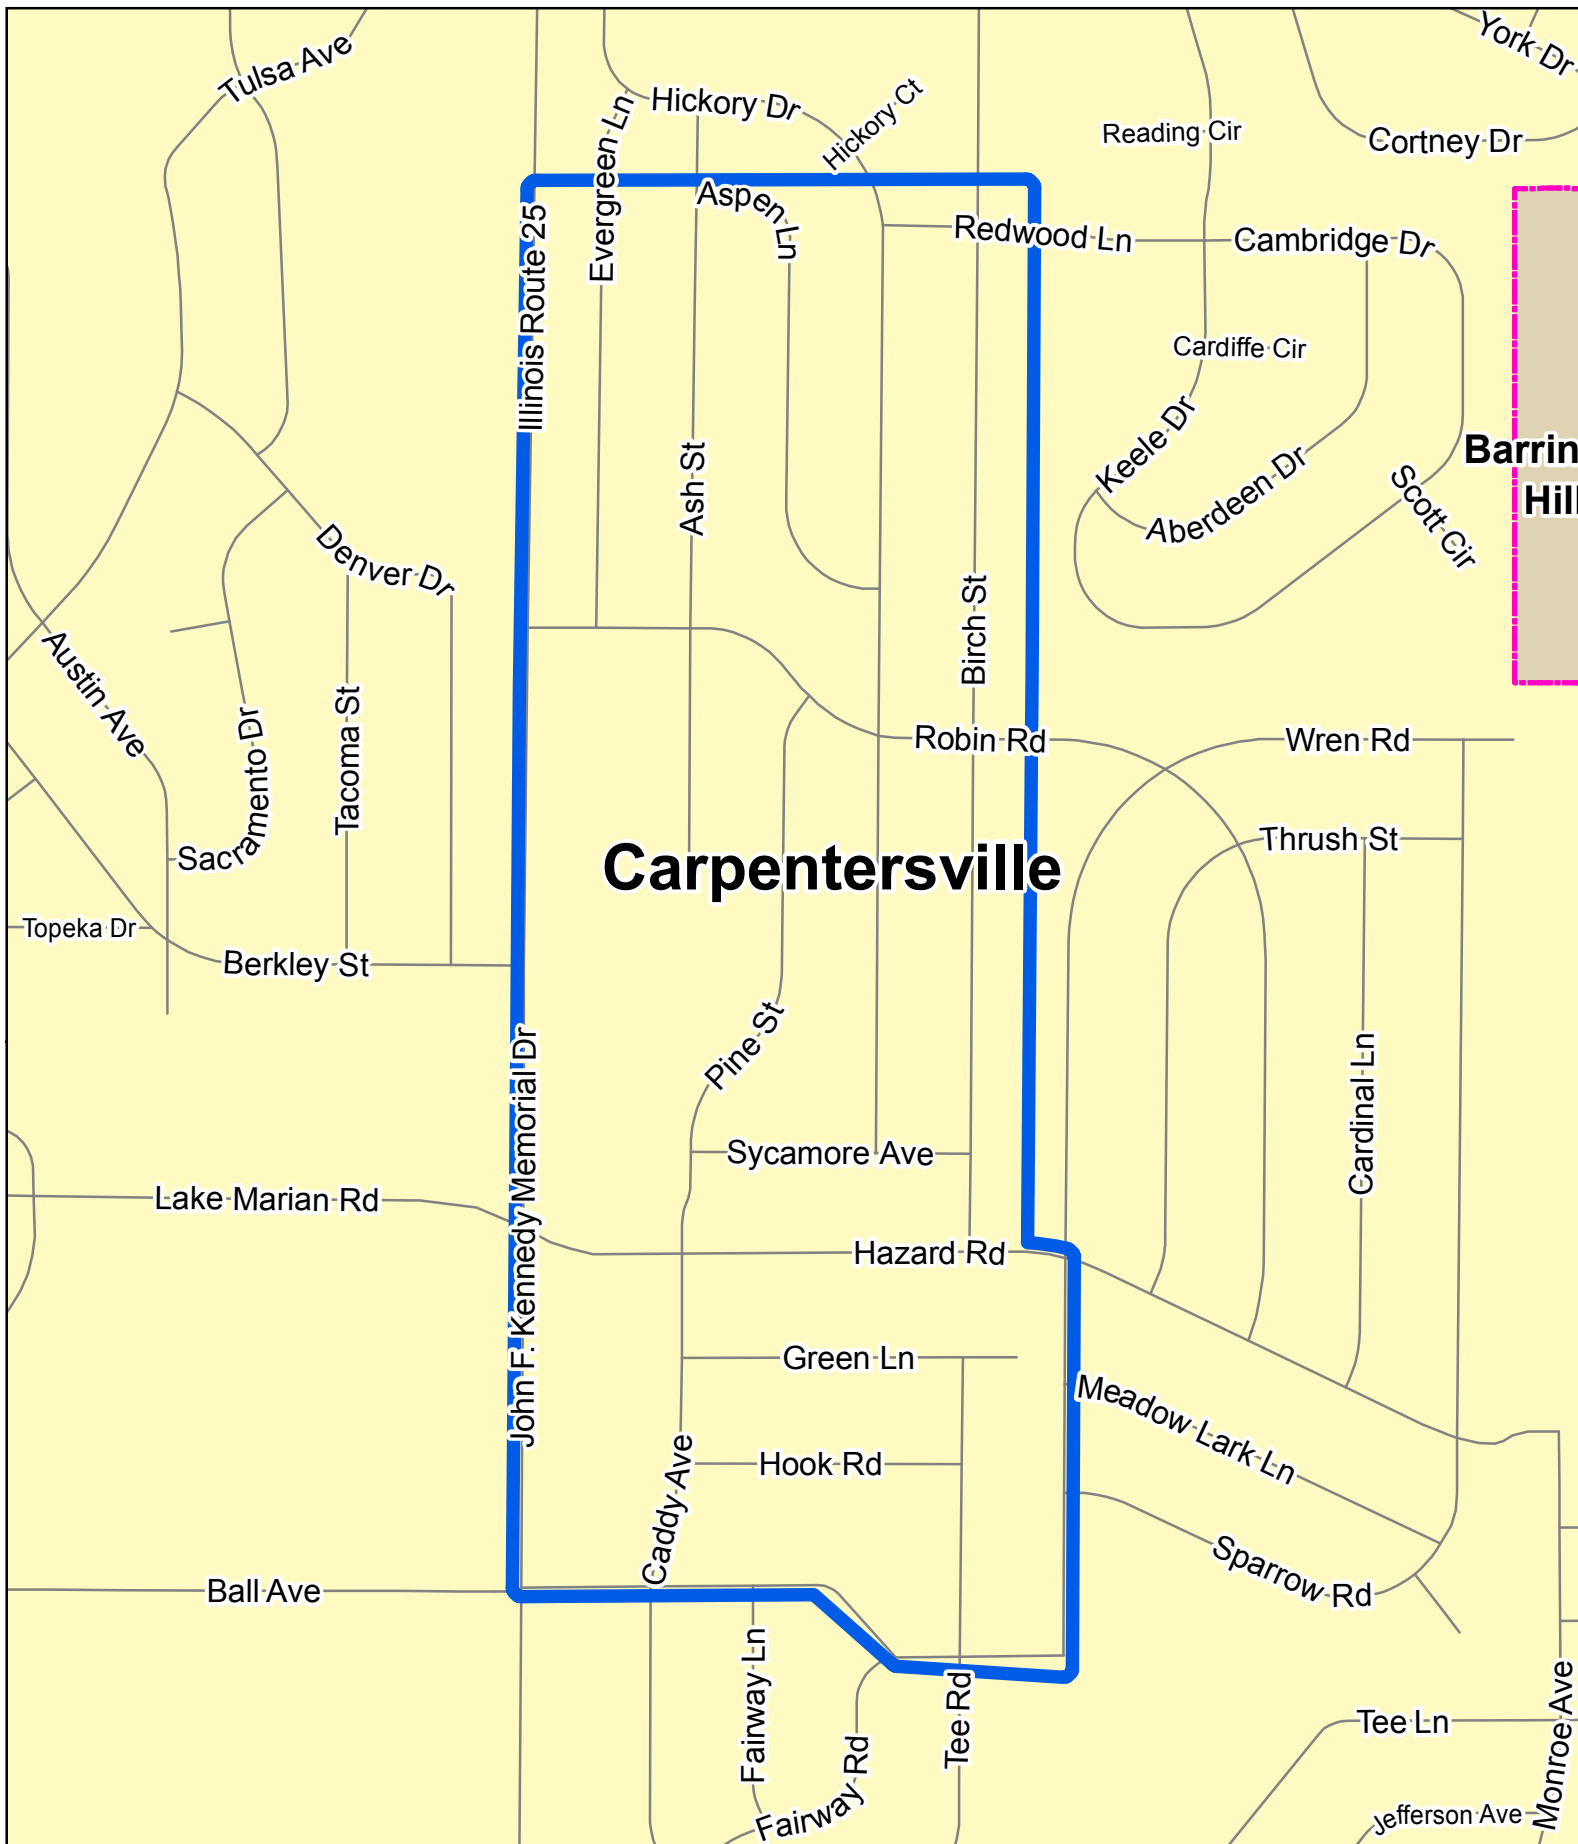 York Dr
Tulsa Ave
Hickory Dr
Hickory Ct
Evergreen Ln
Reading Cir
Cortney Dr
Aspen Ln
Illinois Route 25
Redwood Ln
Cambridge Dr
Cardiffe Cir
Keele Dr
Aberdeen Dr
Scott Cir
Barrin
Hill
Ash St
Denver Dr
Birch St
Austin Ave
Sacramento Dr
Tacoma St
Robin Rd
Wren Rd
Thrush St
Carpentersville
Topeka Dr
Berkley St
Pine St
John F. Kennedy Memorial Dr
Cardinal Ln
Sycamore Ave
Lake Marian Rd
Hazard Rd
Green Ln
Meadow Lark Ln
Hook Rd
Caddy Ave
Sparrow Rd
Ball Ave
Fairway Ln
Fairway Rd
Tee Rd
Tee Ln
Monroe Ave
Jefferson Ave